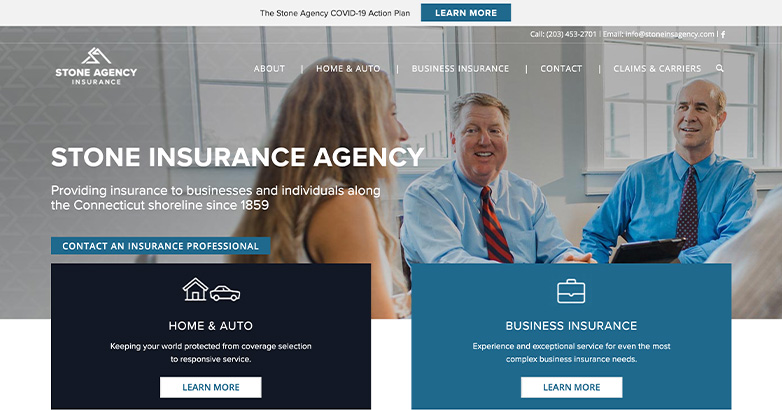 The Stone Agency COVID-19 Action Plan
LEARN MORE
Call: (203) 453-2701 | Email: info@stoneinsagency.com | f
STONE AGENCY
INSURANCE
ABOUT | HOME & AUTO | BUSINESS INSURANCE | CONTACT | CLAIMS & CARRIERS
STONE INSURANCE AGENCY
Providing insurance to businesses and individuals along
the Connecticut shoreline since 1859
CONTACT AN INSURANCE PROFESSIONAL
HOME & AUTO
Keeping your world protected from coverage selection
to responsive service.
LEARN MORE
BUSINESS INSURANCE
Experience and exceptional service for even the most
complex business insurance needs.
LEARN MORE